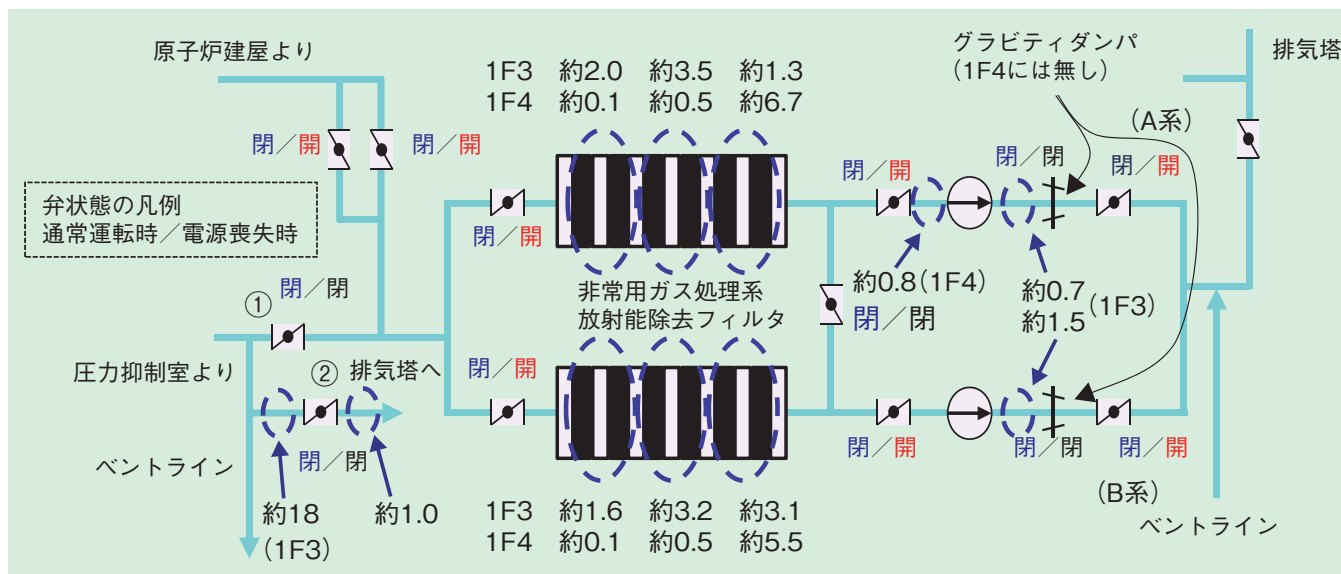 原子炉建屋より
1F3 約2.0 約3.5 約1.3
1F4 約0.1 約0.5 約6.7
グラビティダンパ
(1F4には無し)
排気塔
(A系)
閉/開
閉/開
閉/開
閉/閉
閉/開
弁状態の凡例
通常運転時/電源喪失時
閉/開
① 閉/閉
非常用ガス処理系
放射能除去フィルタ
約0.8(1F4)
閉/閉
約0.7
約1.5
(1F3)
圧力抑制室より
② 排気塔へ
閉/開
閉/閉
閉/開
閉/閉
閉/開
ベントライン
約18
(1F3)
約1.0
1F3 約1.6 約3.2 約3.1
1F4 約0.1 約0.5 約5.5
(B系)
ベントライン